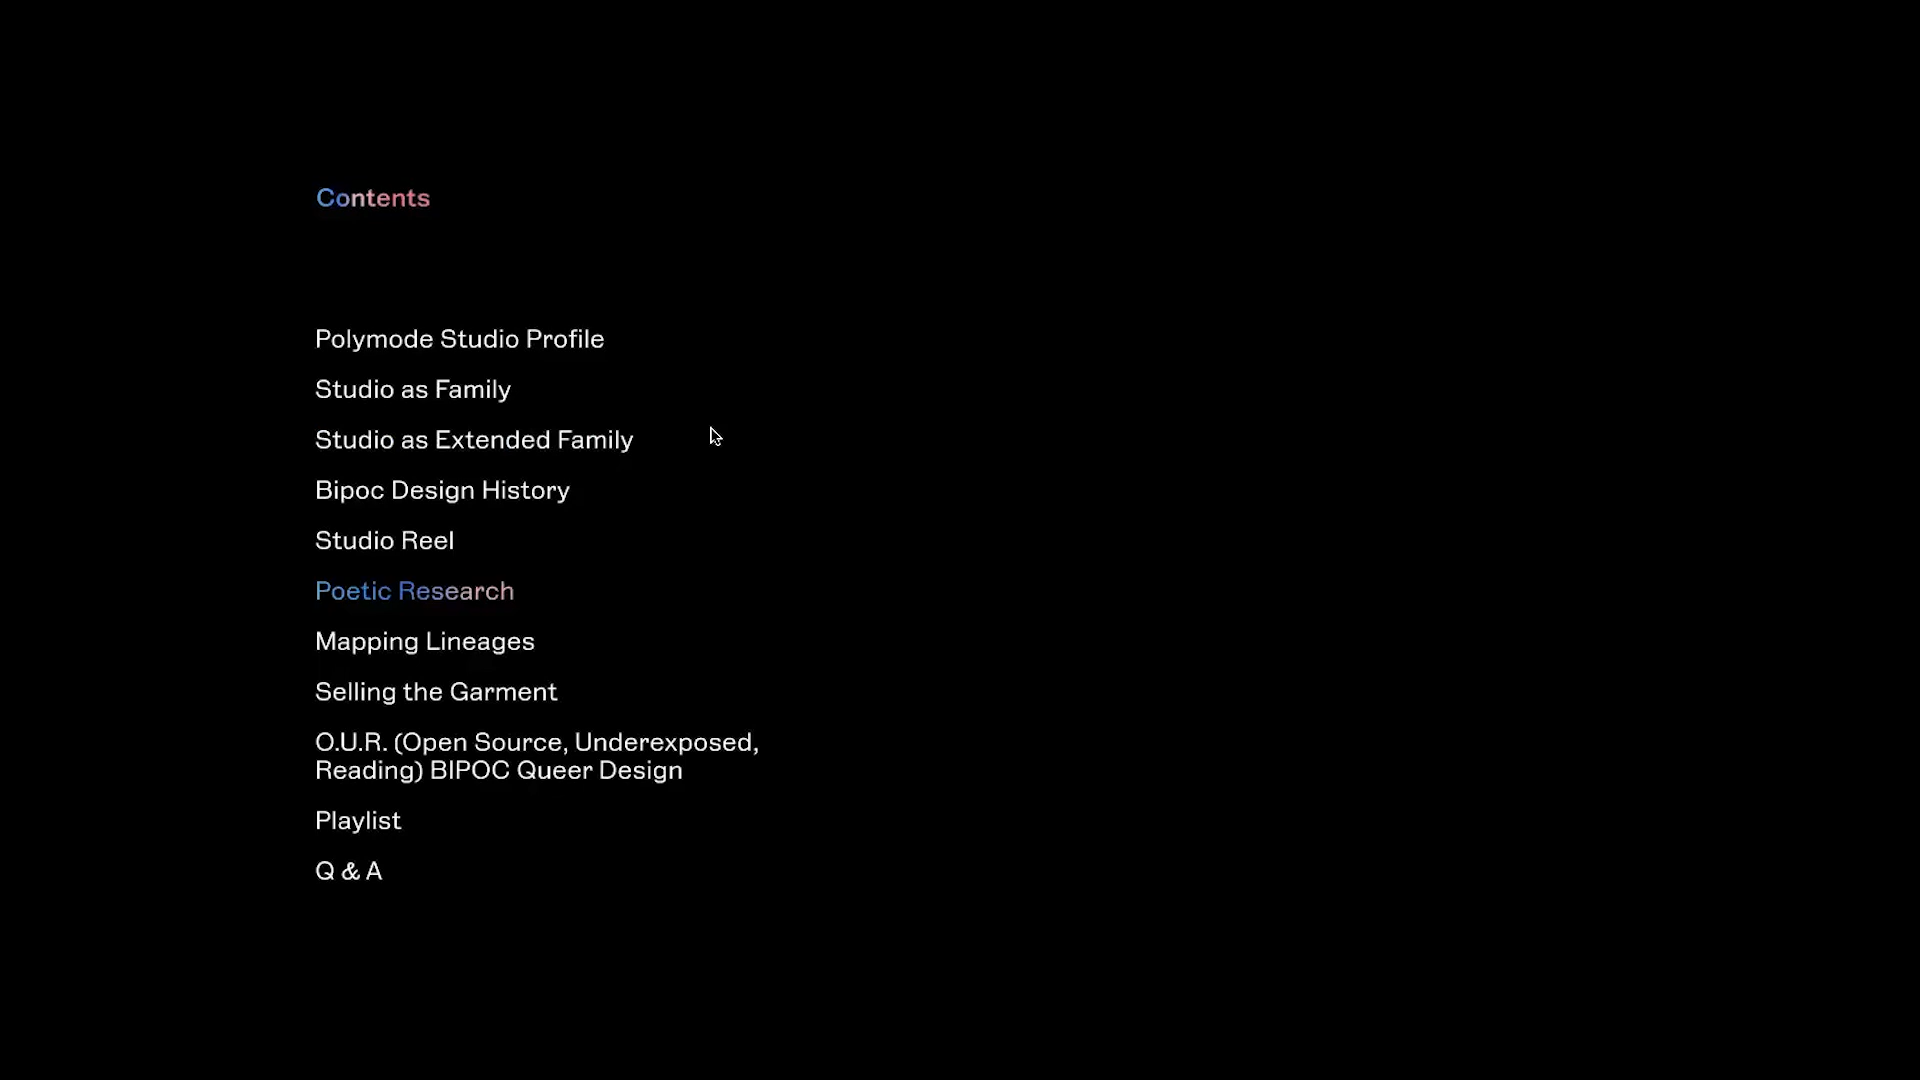 Contents
Polymode Studio Profile
Studio as Family
Studio as Extended Family
Bipoc Design History
Studio Reel
Poetic Research
Mapping Lineages
Selling the Garment
O.U.R. (Open Source, Underexposed,
Reading) BIPOC Queer Design
Playlist
Q & A